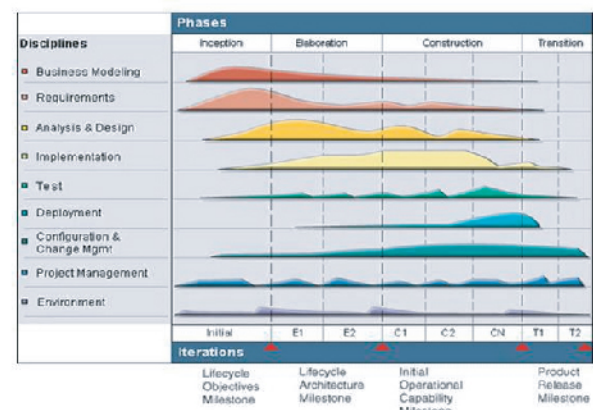 Phases
Disciplines
Inception Elaboration Construction Transition
Business Modeling
Requirements
Analysis & Design
Implementation
Test
Deployment
Configuration &
Change Mgmt
Project Management
Environment
Initial E1 E2 C1 C2 CN T1 T2
Iterations
Lifecycle Lifecycle Initial Product
Objectives Architecture Operational Release
Milestone Milestone Capability Milestone
Milestone